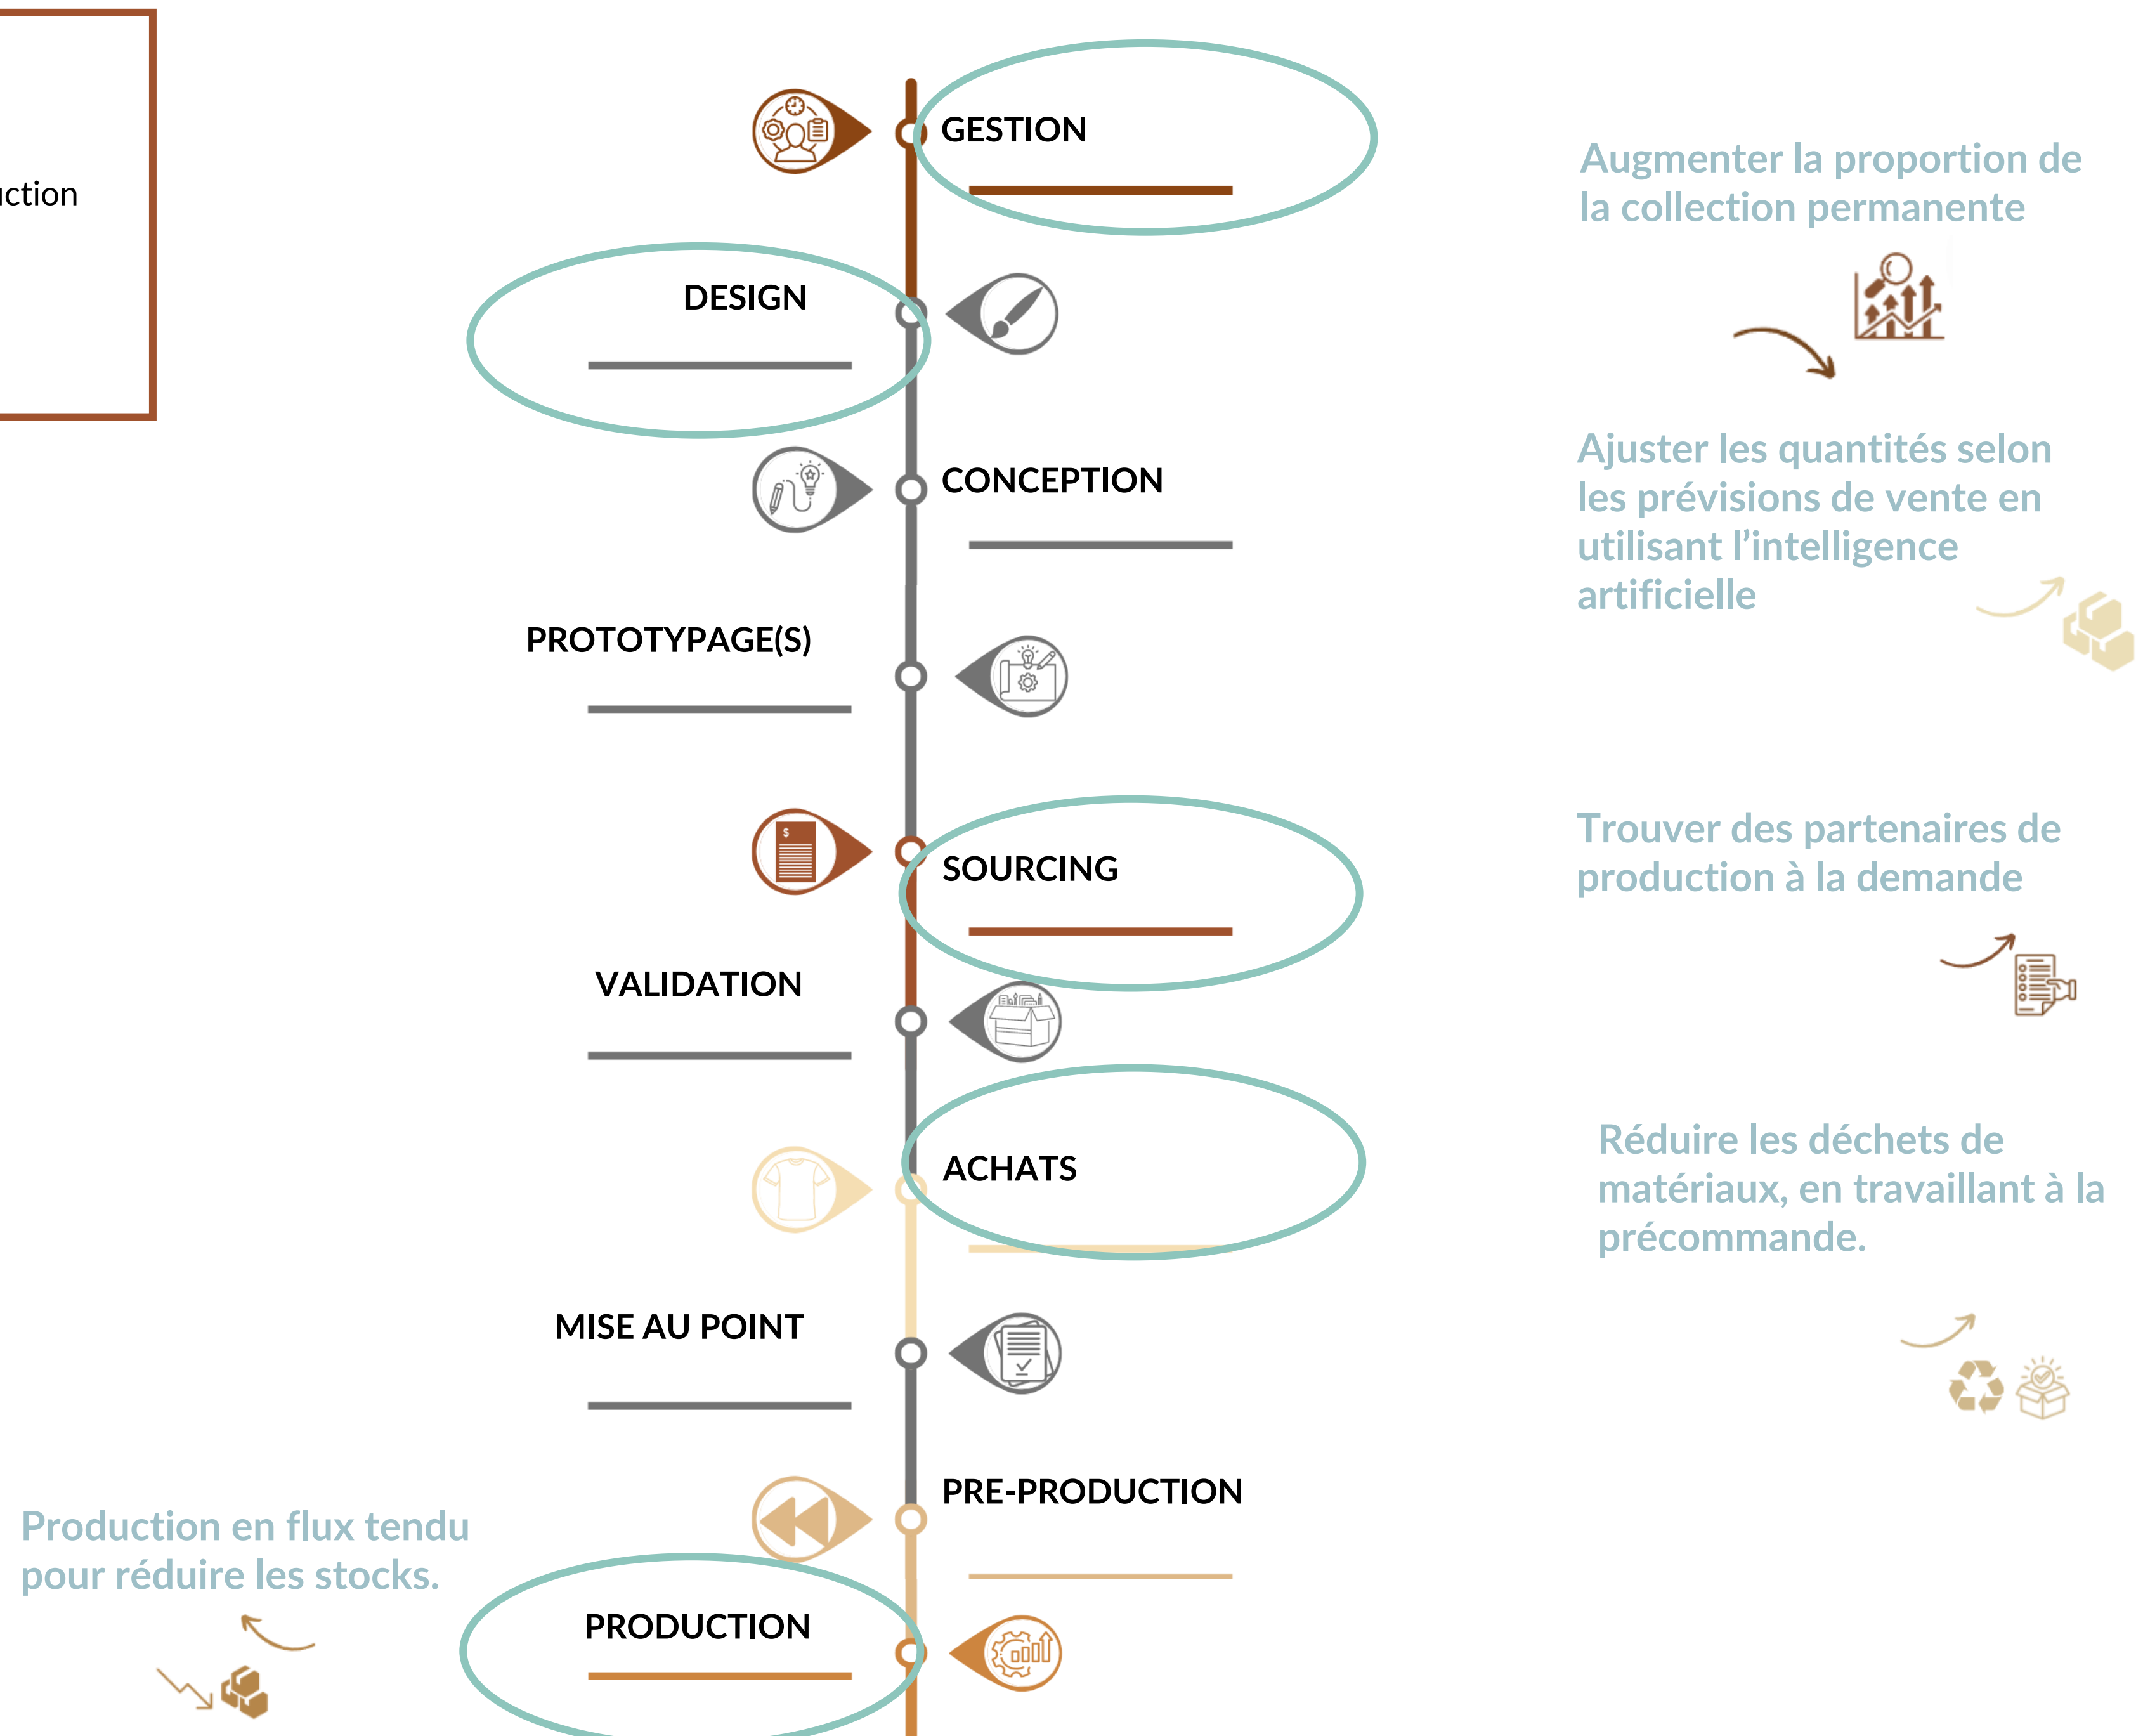 GESTION
Augmenter la proportion de
la collection permanente
DESIGN
CONCEPTION
Ajuster les quantités selon
les prévisions de vente en
utilisant l’intelligence
artificielle
PROTOTYPAGE(S)
$
SOURCING
Trouver des partenaires de
production à la demande
VALIDATION
ACHATS
Réduire les déchets de
matériaux, en travaillant à la
précommande.
MISE AU POINT
PRE-PRODUCTION
Production en flux tendu
pour réduire les stocks.
PRODUCTION